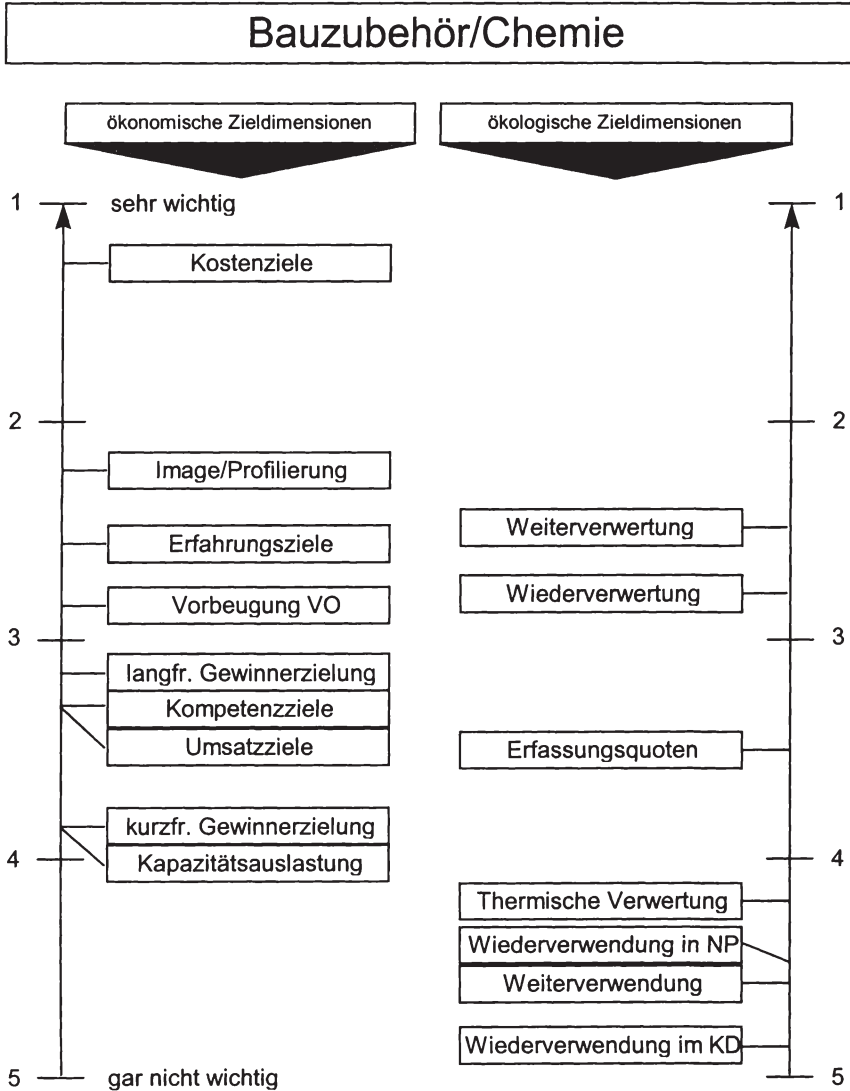 Bauzubehör/Chemie
ökonomische Zieldimensionen
ökologische Zieldimensionen
1 sehr wichtig 1
Kostenziele
2 2
Image/Profilierung
Erfahrungsziele
Weiterverwertung
Vorbeugung VO
Wiederverwertung
3 3
langfr. Gewinnerzielung
Kompetenzziele
Umsatzziele
Erfassungsquoten
kurzfr. Gewinnerzielung
Kapazitätsauslastung
4 4
Thermische Verwertung
Wiederverwendung in NP
Weiterverwendung
Wiederverwendung im KD
5 gar nicht wichtig 5